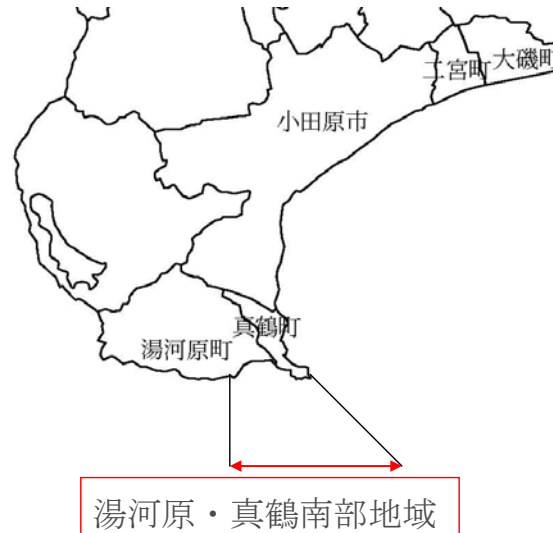 大磯町
二宮町
小田原市
真鶴町
湯河原町
湯河原・真鶴南部地域